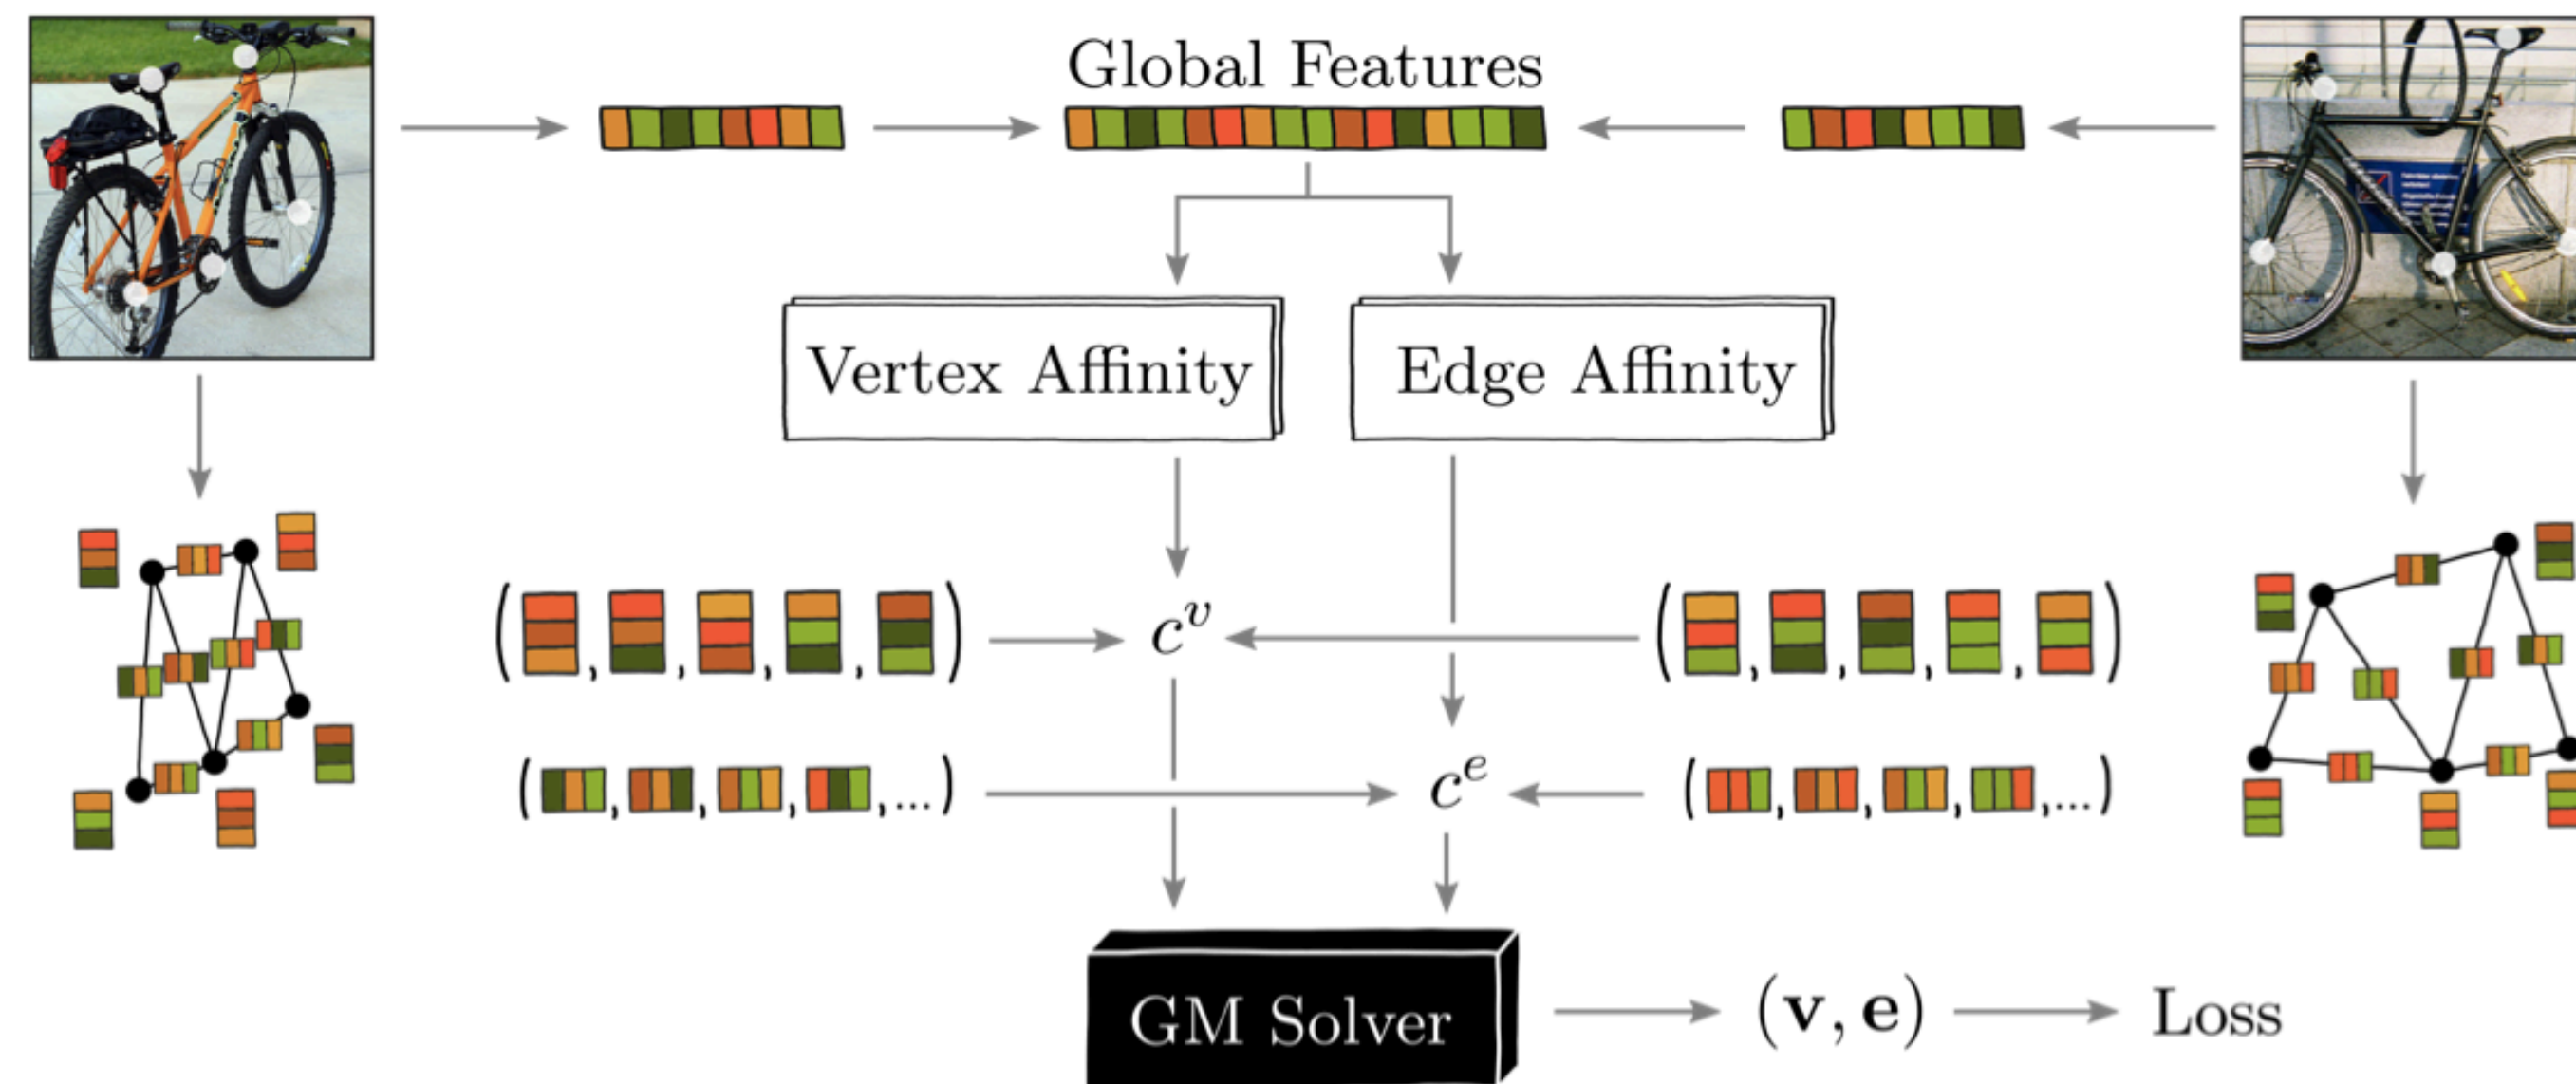 Global Features
Vertex Affinity
Edge Affinity
( , , , , )
c^v
( , , , , )
( , , , ,...)
c^e
( , , , ,...)
GM Solver
(v, e)
Loss